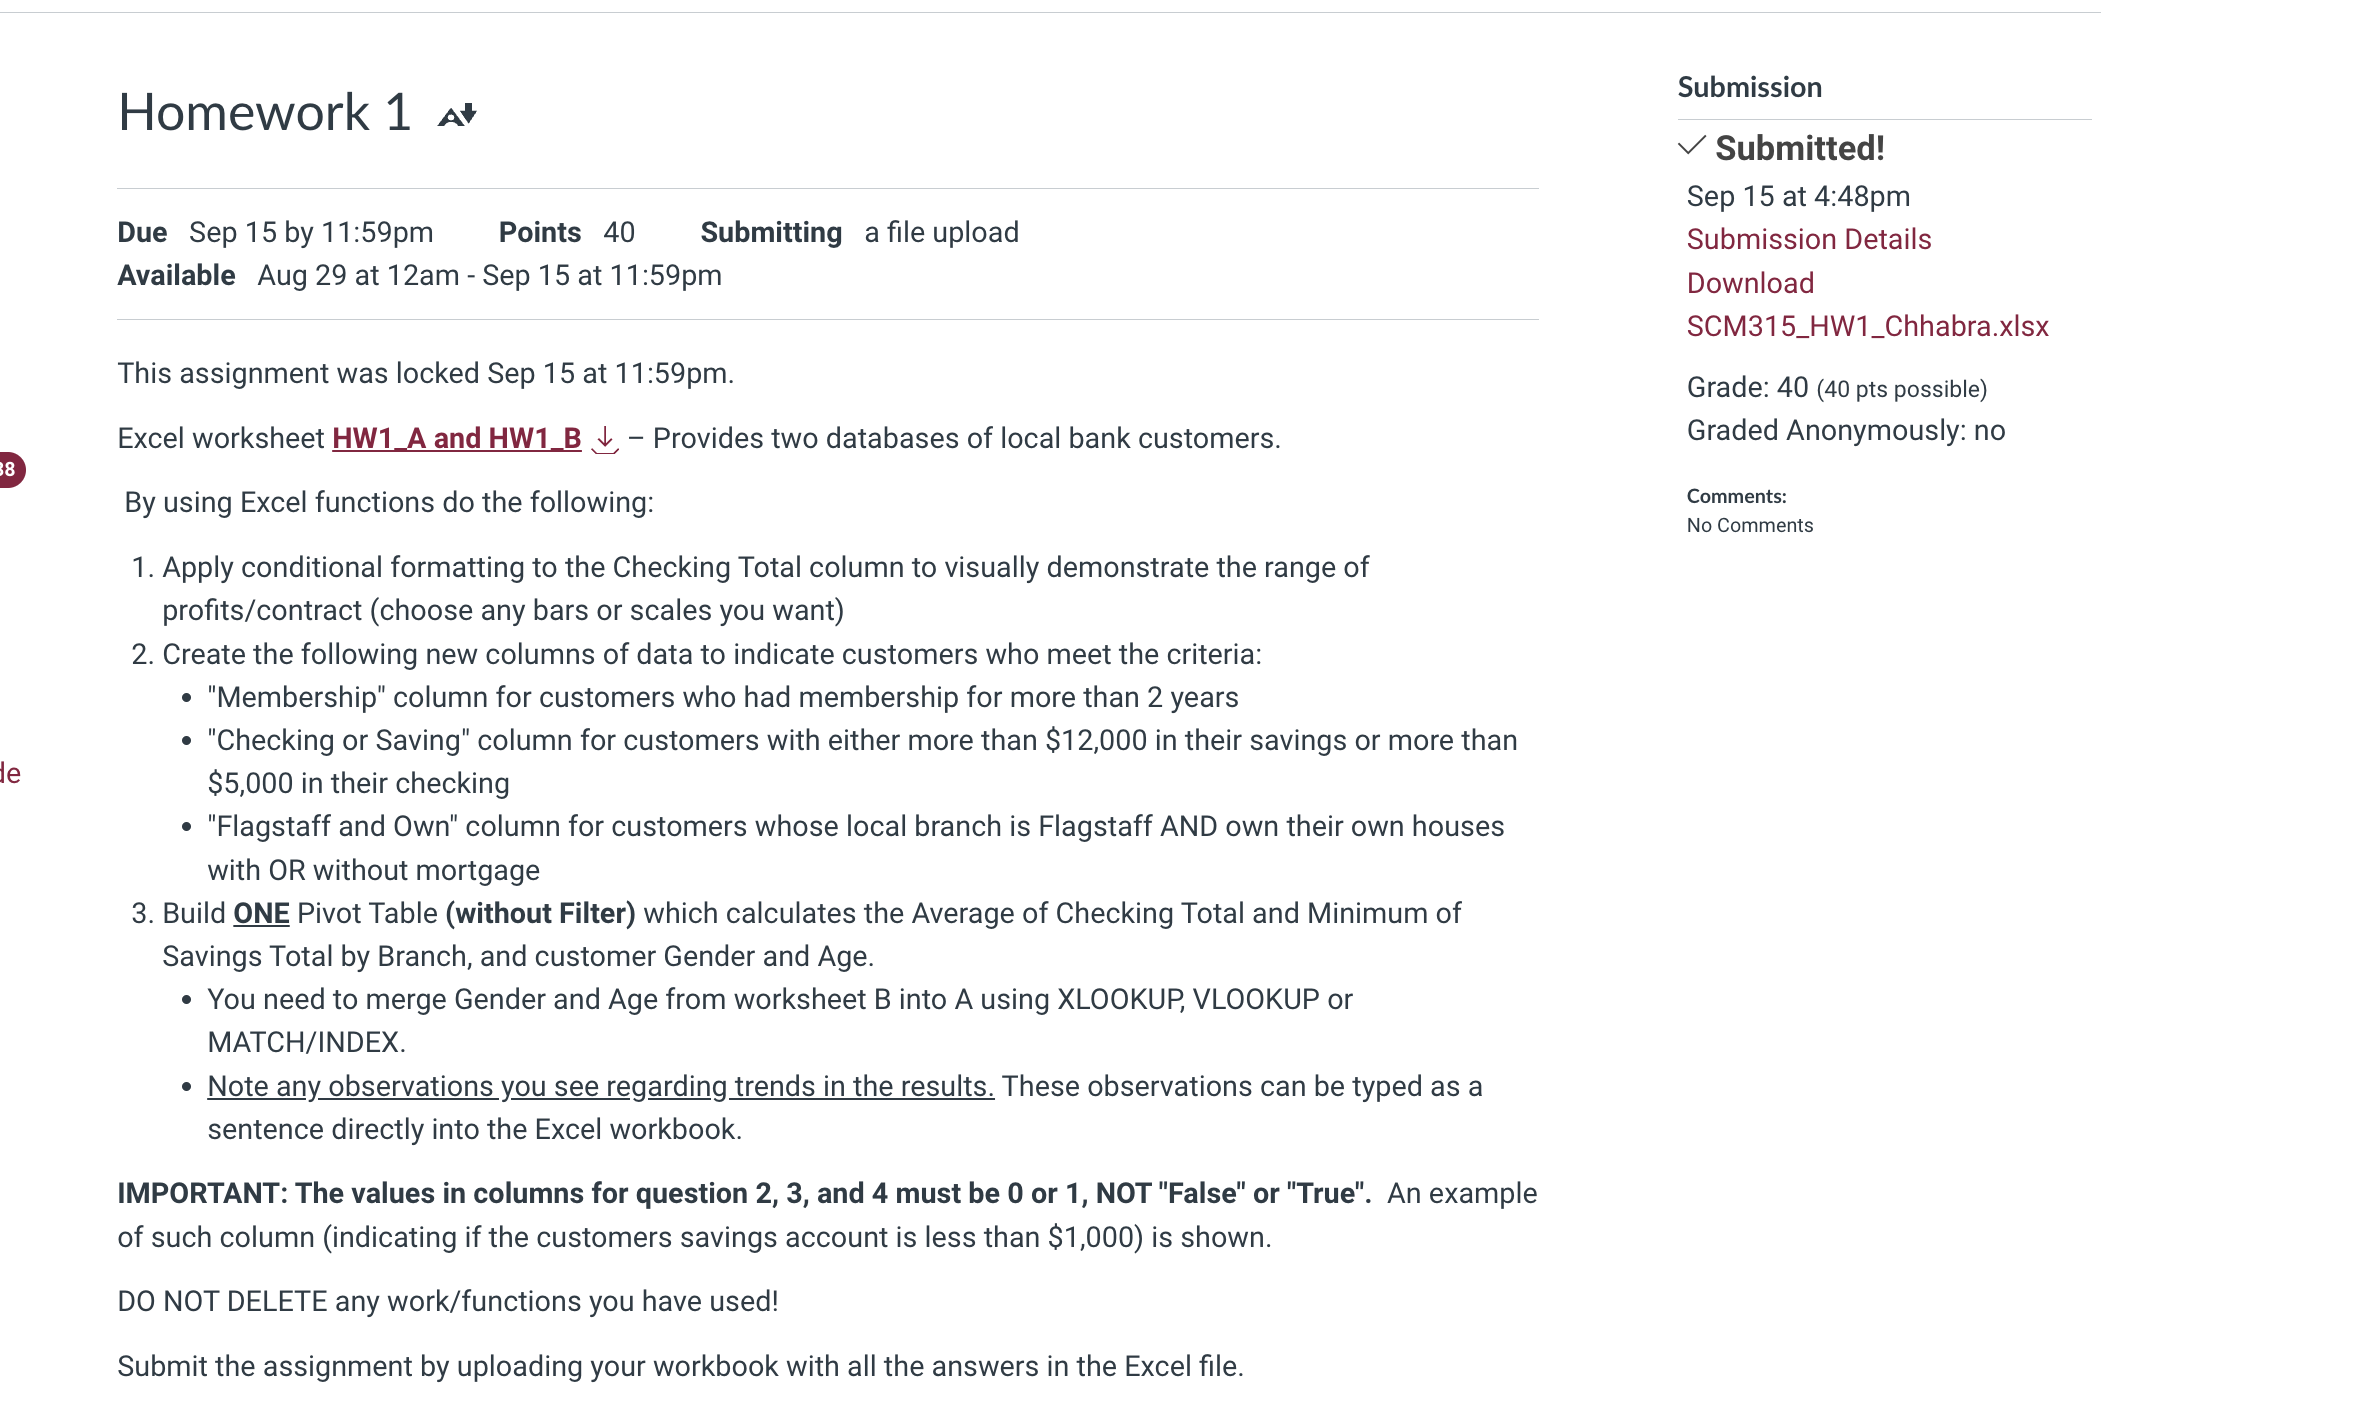 Homework 1
Due Sep 15 by 11:59pm Points 40 Submitting a file upload
Available Aug 29 at 12am - Sep 15 at 11:59pm
This assignment was locked Sep 15 at 11:59pm.
Excel worksheet HW1_A and HW1_B – Provides two databases of local bank customers.
By using Excel functions do the following:
1. Apply conditional formatting to the Checking Total column to visually demonstrate the range of
profits/contract (choose any bars or scales you want)
2. Create the following new columns of data to indicate customers who meet the criteria:
• "Membership" column for customers who had membership for more than 2 years
• "Checking or Saving" column for customers with either more than $12,000 in their savings or more than
$5,000 in their checking
• "Flagstaff and Own" column for customers whose local branch is Flagstaff AND own their own houses
with OR without mortgage
3. Build ONE Pivot Table (without Filter) which calculates the Average of Checking Total and Minimum of
Savings Total by Branch, and customer Gender and Age.
• You need to merge Gender and Age from worksheet B into A using XLOOKUP, VLOOKUP or
MATCH/INDEX.
• Note any observations you see regarding trends in the results. These observations can be typed as a
sentence directly into the Excel workbook.
IMPORTANT: The values in columns for question 2, 3, and 4 must be 0 or 1, NOT "False" or "True". An example
of such column (indicating if the customers savings account is less than $1,000) is shown.
DO NOT DELETE any work/functions you have used!
Submit the assignment by uploading your workbook with all the answers in the Excel file.
Submission
Submitted!
Sep 15 at 4:48pm
Submission Details
Download
SCM315_HW1_Chhabra.xlsx
Grade: 40 (40 pts possible)
Graded Anonymously: no
Comments:
No Comments